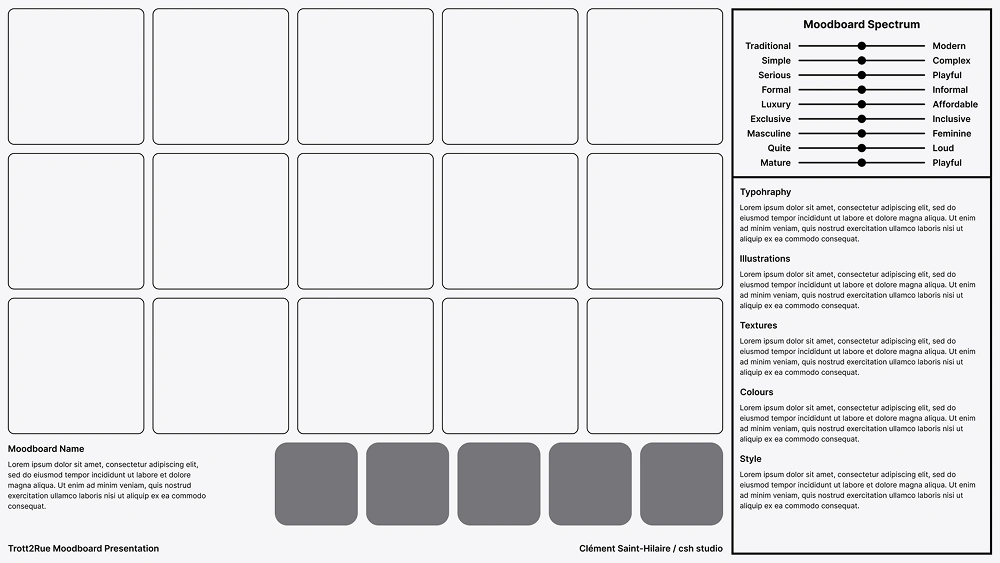 Moodboard Spectrum
Traditional Modern
Simple Complex
Serious Playful
Formal Informal
Luxury Affordable
Exclusive Inclusive
Masculine Feminine
Quite Loud
Mature Playful
Typohraphy
Lorem ipsum dolor sit amet, consectetur adipiscing elit, sed do
eiusmod tempor incididunt ut labore et dolore magna aliqua. Ut enim
ad minim veniam, quis nostrud exercitation ullamco laboris nisi ut
aliquip ex ea commodo consequat.
Illustrations
Lorem ipsum dolor sit amet, consectetur adipiscing elit, sed do
eiusmod tempor incididunt ut labore et dolore magna aliqua. Ut enim
ad minim veniam, quis nostrud exercitation ullamco laboris nisi ut
aliquip ex ea commodo consequat.
Textures
Lorem ipsum dolor sit amet, consectetur adipiscing elit, sed do
eiusmod tempor incididunt ut labore et dolore magna aliqua. Ut enim
ad minim veniam, quis nostrud exercitation ullamco laboris nisi ut
aliquip ex ea commodo consequat.
Colours
Lorem ipsum dolor sit amet, consectetur adipiscing elit, sed do
eiusmod tempor incididunt ut labore et dolore magna aliqua. Ut enim
ad minim veniam, quis nostrud exercitation ullamco laboris nisi ut
aliquip ex ea commodo consequat.
Style
Lorem ipsum dolor sit amet, consectetur adipiscing elit, sed do
eiusmod tempor incididunt ut labore et dolore magna aliqua. Ut enim
ad minim veniam, quis nostrud exercitation ullamco laboris nisi ut
aliquip ex ea commodo consequat.
Moodboard Name
Lorem ipsum dolor sit amet, consectetur adipiscing elit,
sed do eiusmod tempor incididunt ut labore et dolore
magna aliqua. Ut enim ad minim veniam, quis nostrud
exercitation ullamco laboris nisi ut aliquip ex ea commodo
consequat.
Trott2Rue Moodboard Presentation
Clément Saint-Hilaire / csh studio